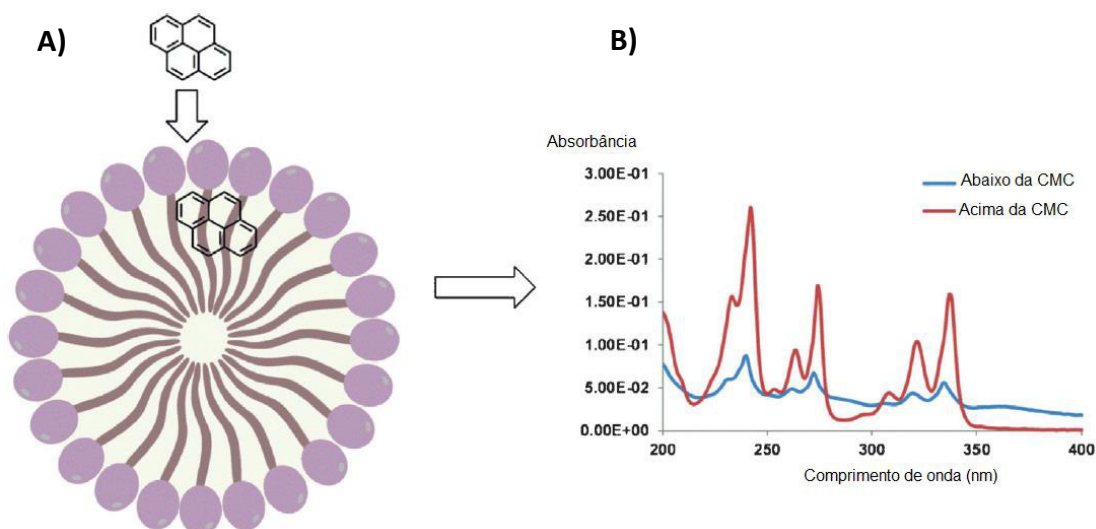 A)
B)
Absorbância
3.00E-01
2.50E-01
2.00E-01
1.50E-01
1.00E-01
5.00E-02
0.00E+00
200 250 300 350 400
Comprimento de onda (nm)
Abaixo da CMC
Acima da CMC